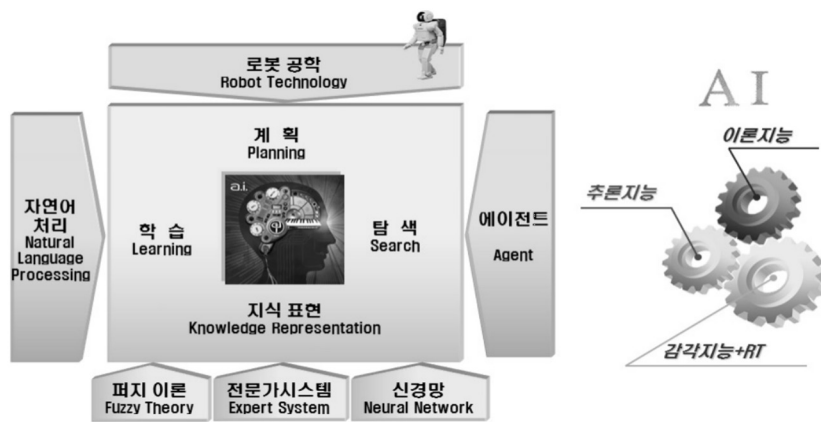 로봇 공학
Robot Technology
계 획
Planning
a.i.
자연어
처리
Natural
Language
Processing
학 습
Learning
탐 색
Search
에이전트
Agent
지식 표현
Knowledge Representation
퍼지 이론
Fuzzy Theory
전문가시스템
Expert System
신경망
Neural Network
AI
이론지능
추론지능
감각지능+RT